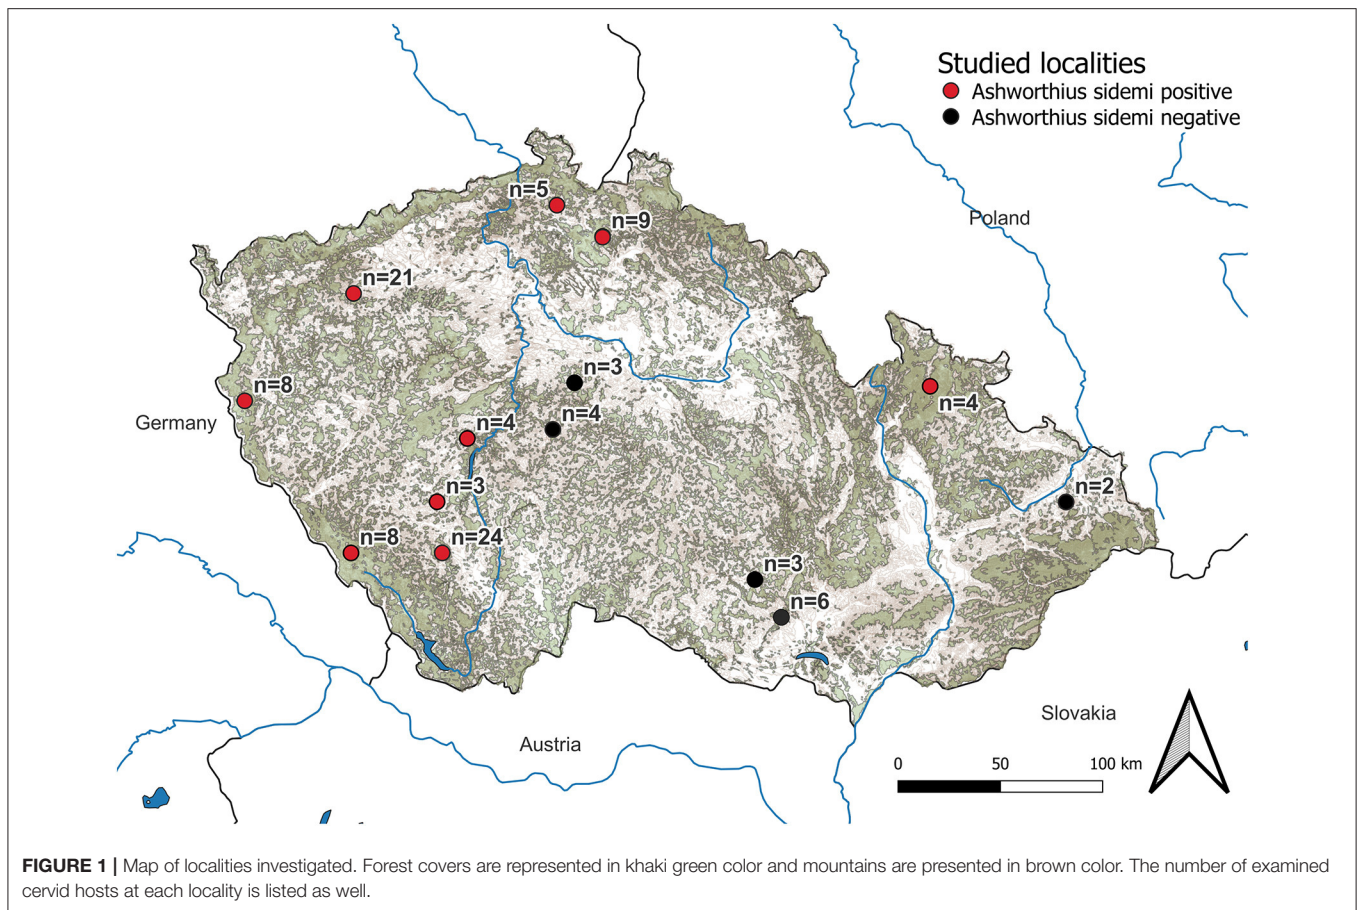 Studied localities
Ashworthius sidemi positive
Ashworthius sidemi negative
n=5
n=9
Poland
n=21
n=3
n=8
n=4
Germany
n=4
n=4
n=3
n=2
n=8
n=24
n=3
n=6
Slovakia
Austria
0 50 100 km
FIGURE 1 | Map of localities investigated. Forest covers are represented in khaki green color and mountains are presented in brown color. The number of examined
cervid hosts at each locality is listed as well.